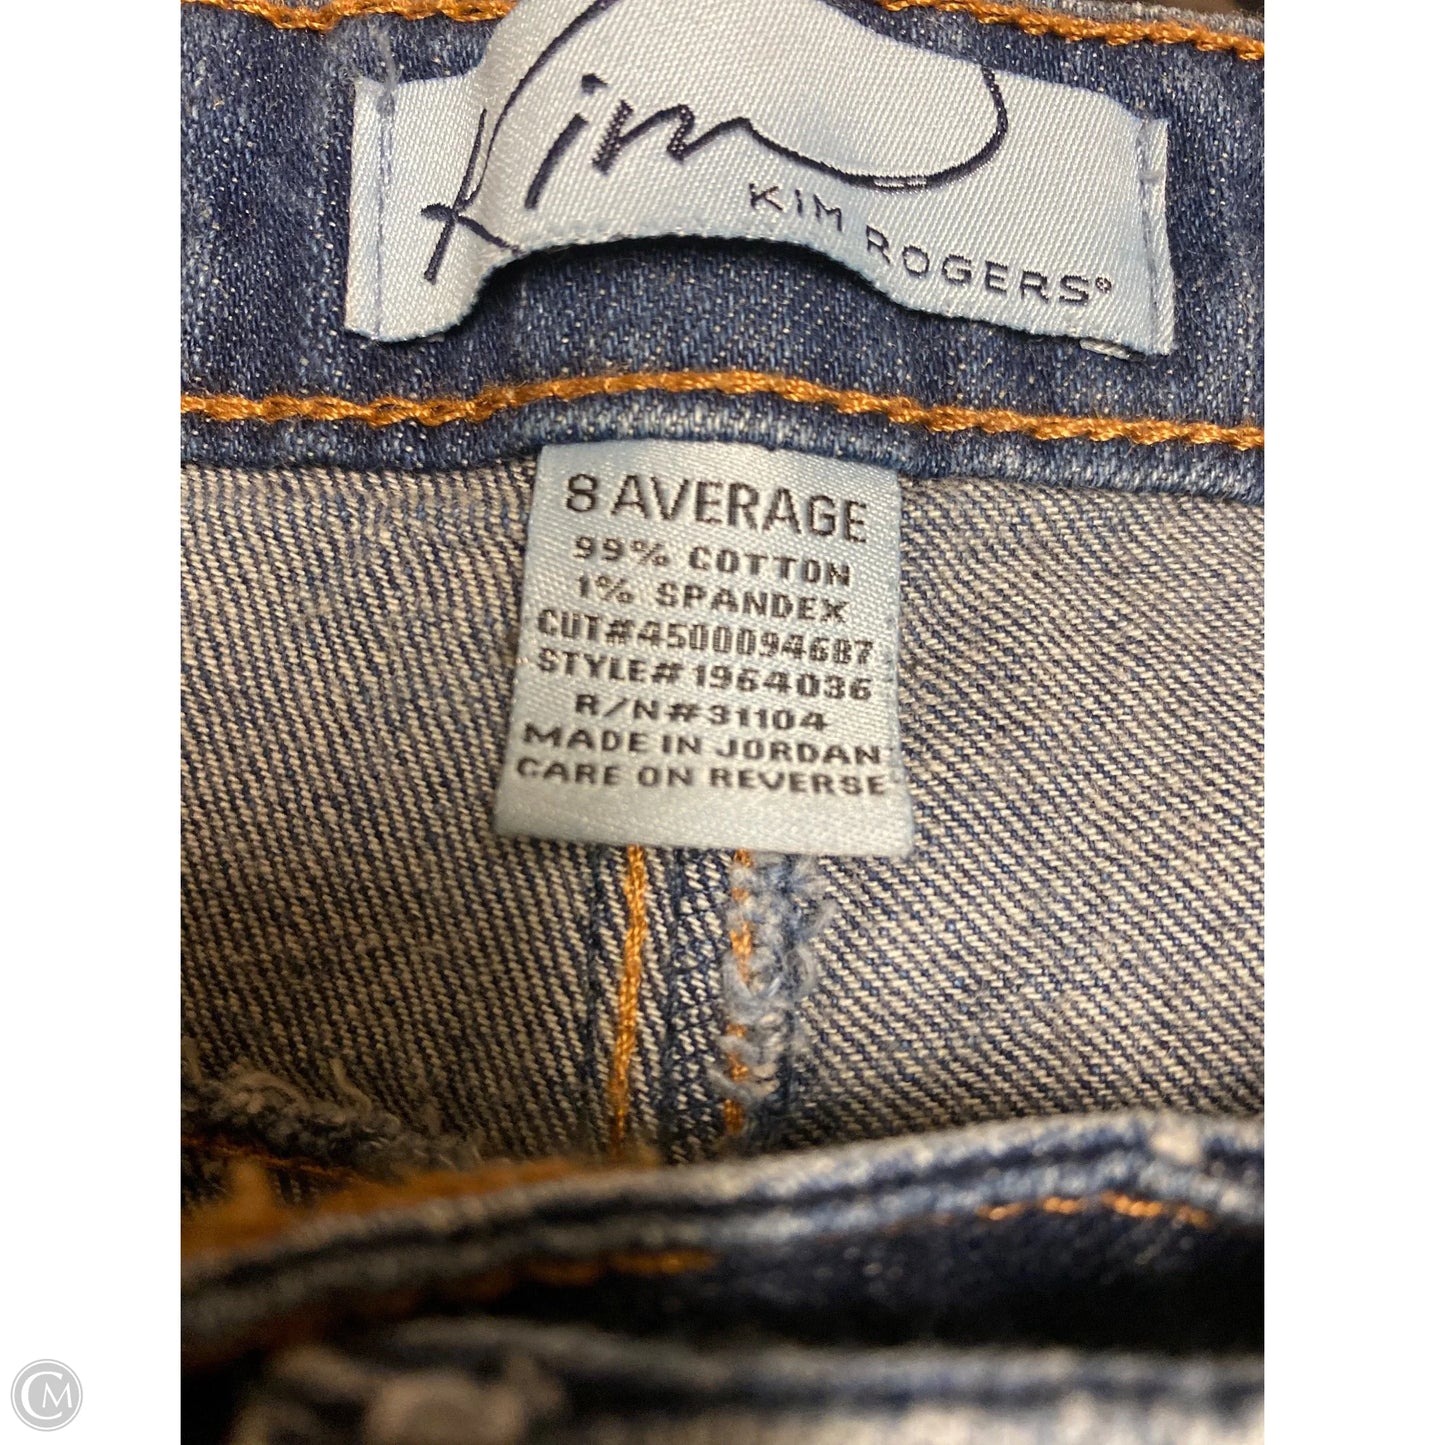 Kim
KIM ROGERS®
8 AVERAGE
99% COTTON
1% SPANDEX
CUT#4500094687
STYLE#1964036
R/N#31104
MADE IN JORDAN
CARE ON REVERSE
CM